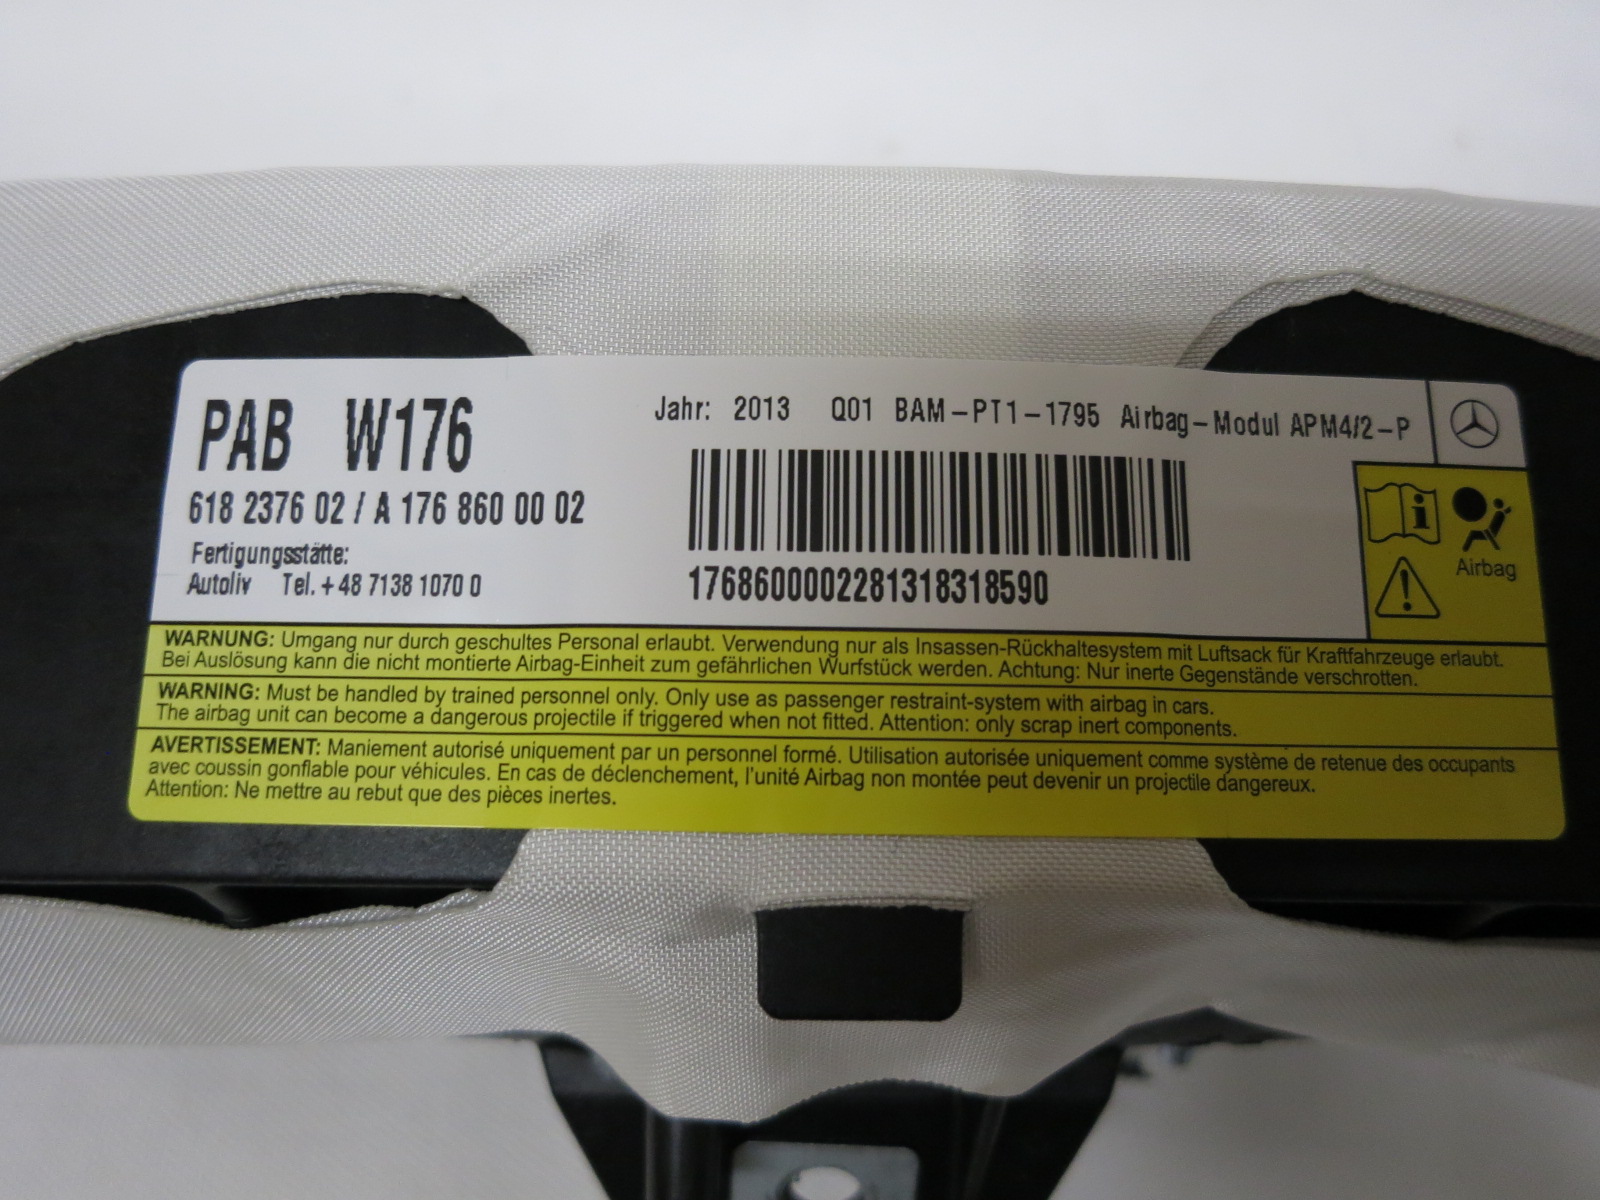 PAB W176
Jahr: 2013 Q01 BAM-PT1-1795 Airbag-Modul APM4/2-P
618 2376 02 / A 176 860 00 02
Fertigungsstätte:
Autoliv Tel. +48 7138 1070 0
1768600002281318318590
Airbag
WARNUNG: Umgang nur durch geschultes Personal erlaubt. Verwendung nur als Insassen-Rückhaltesystem mit Luftsack für Kraftfahrzeuge erlaubt.
Bei Auslösung kann die nicht montierte Airbag-Einheit zum gefährlichen Wurfstück werden. Achtung: Nur inerte Gegenstände verschrotten.
WARNING: Must be handled by trained personnel only. Only use as passenger restraint-system with airbag in cars.
The airbag unit can become a dangerous projectile if triggered when not fitted. Attention: only scrap inert components.
AVERTISSEMENT: Maniement autorisé uniquement par un personnel formé. Utilisation autorisée uniquement comme système de retenue des occupants
avec coussin gonflable pour véhicules. En cas de déclenchement, l'unité Airbag non montée peut devenir un projectile dangereux.
Attention: Ne mettre au rebut que des pièces inertes.